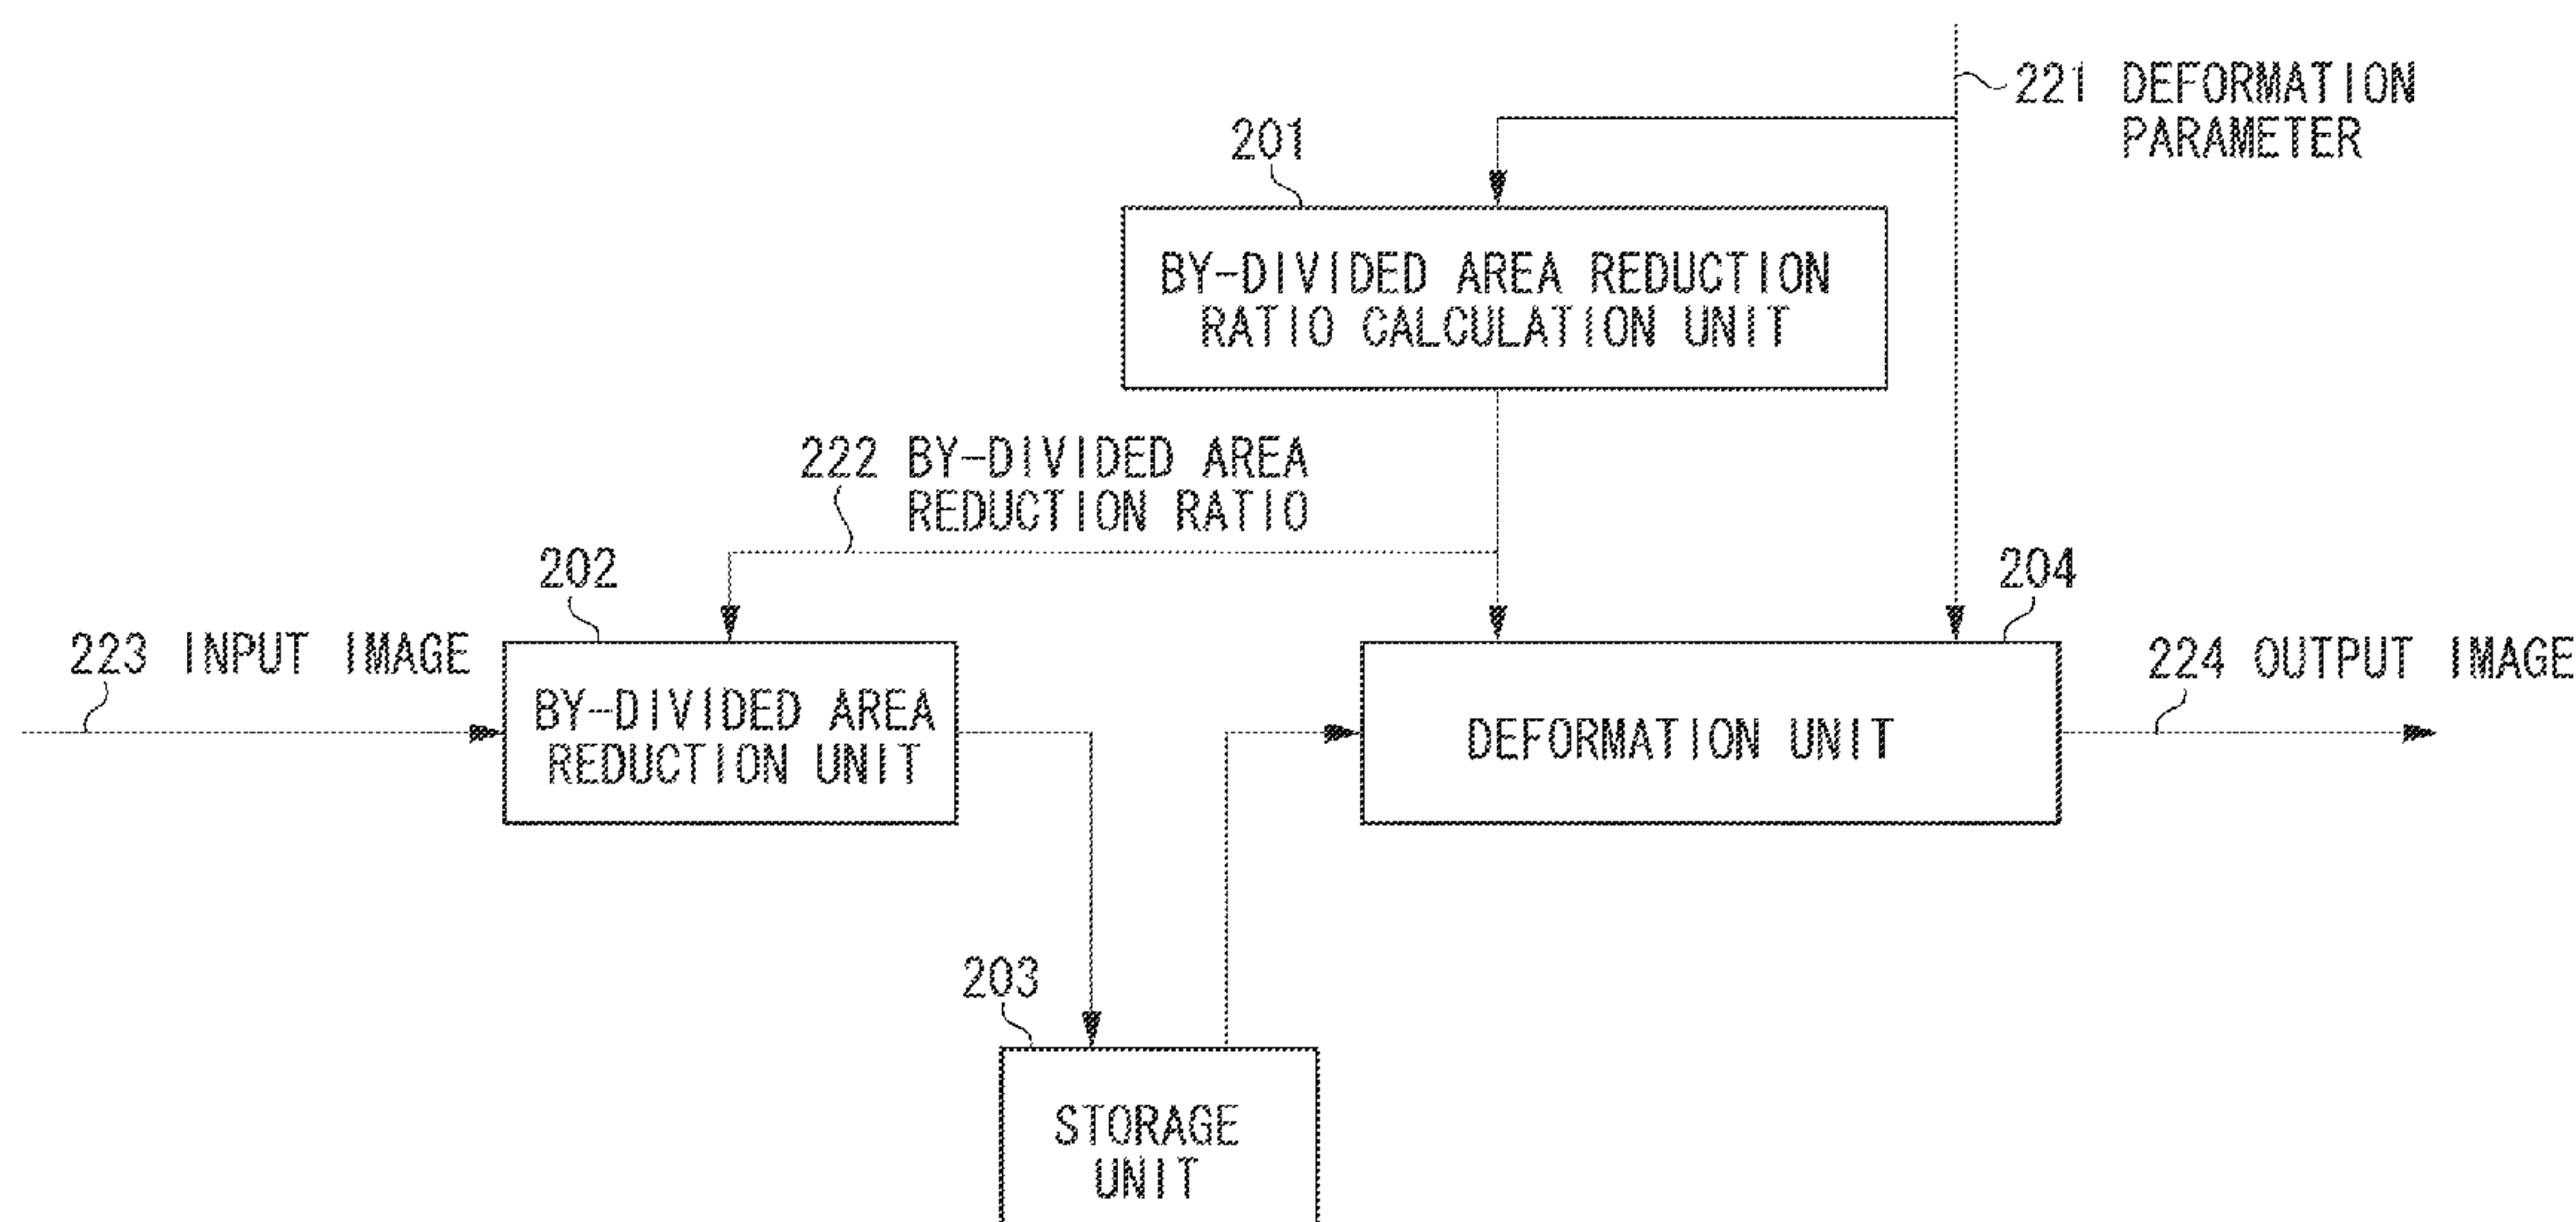 221 DEFORMATION
PARAMETER
201
BY-DIVIDED AREA REDUCTION
RATIO CALCULATION UNIT
222 BY-DIVIDED AREA
REDUCTION RATIO
202
204
223 INPUT IMAGE
224 OUTPUT IMAGE
BY-DIVIDED AREA
REDUCTION UNIT
DEFORMATION UNIT
203
STORAGE
UNIT